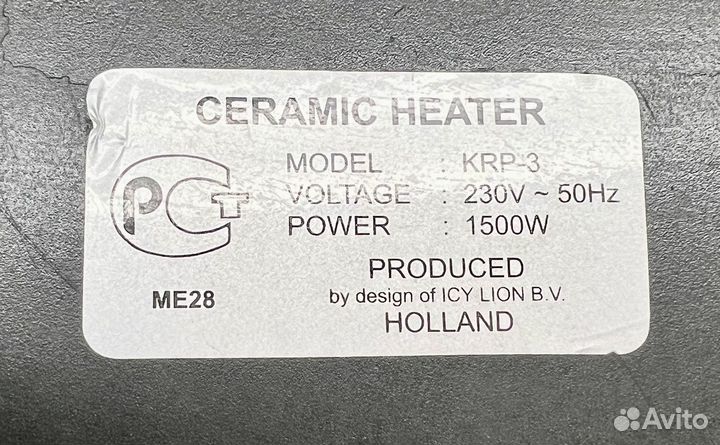 CERAMIC HEATER
MODEL : KRP-3
VOLTAGE : 230V ~ 50Hz
POWER : 1500W
РСТ
ME28
PRODUCED
by design of ICY LION B.V.
HOLLAND
Avito